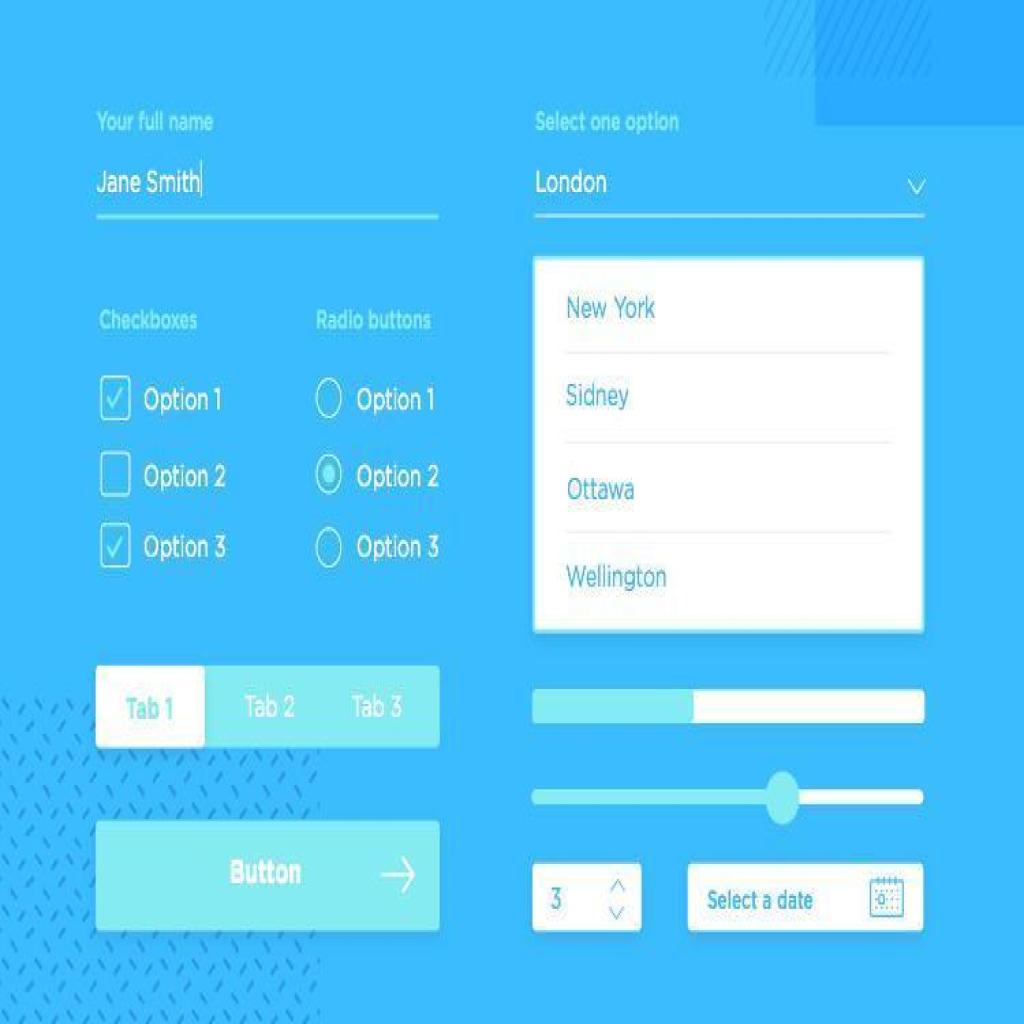 Your full name
Jane Smith
Select one option
London
New York
Sidney
Ottawa
Wellington
Checkboxes
Option 1
Option 2
Option 3
Radio buttons
Option 1
Option 2
Option 3
Tab 1 Tab 2 Tab 3
Button
3
Select a date